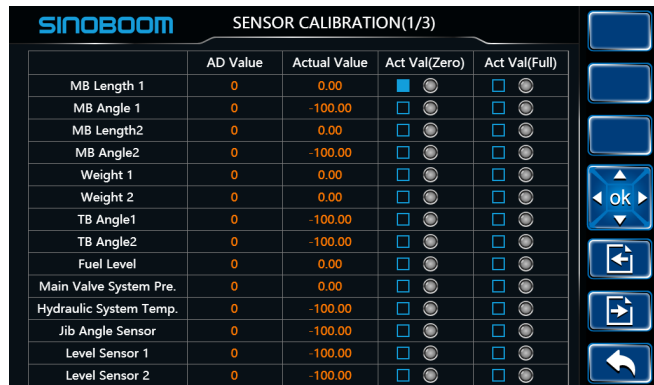 SINOBOOM SENSOR CALIBRATION(1/3)
AD Value Actual Value Act Val(Zero) Act Val(Full)
MB Length 1 0 0.00
MB Angle 1 0 -100.00
MB Length2 0 0.00
MB Angle2 0 -100.00
Weight 1 0 0.00
Weight 2 0 0.00
TB Angle1 0 -100.00
TB Angle2 0 -100.00
Fuel Level 0 0.00
Main Valve System Pre. 0 0.00
Hydraulic System Temp. 0 -100.00
Jib Angle Sensor 0 -100.00
Level Sensor 1 0 -100.00
Level Sensor 2 0 -100.00
ok